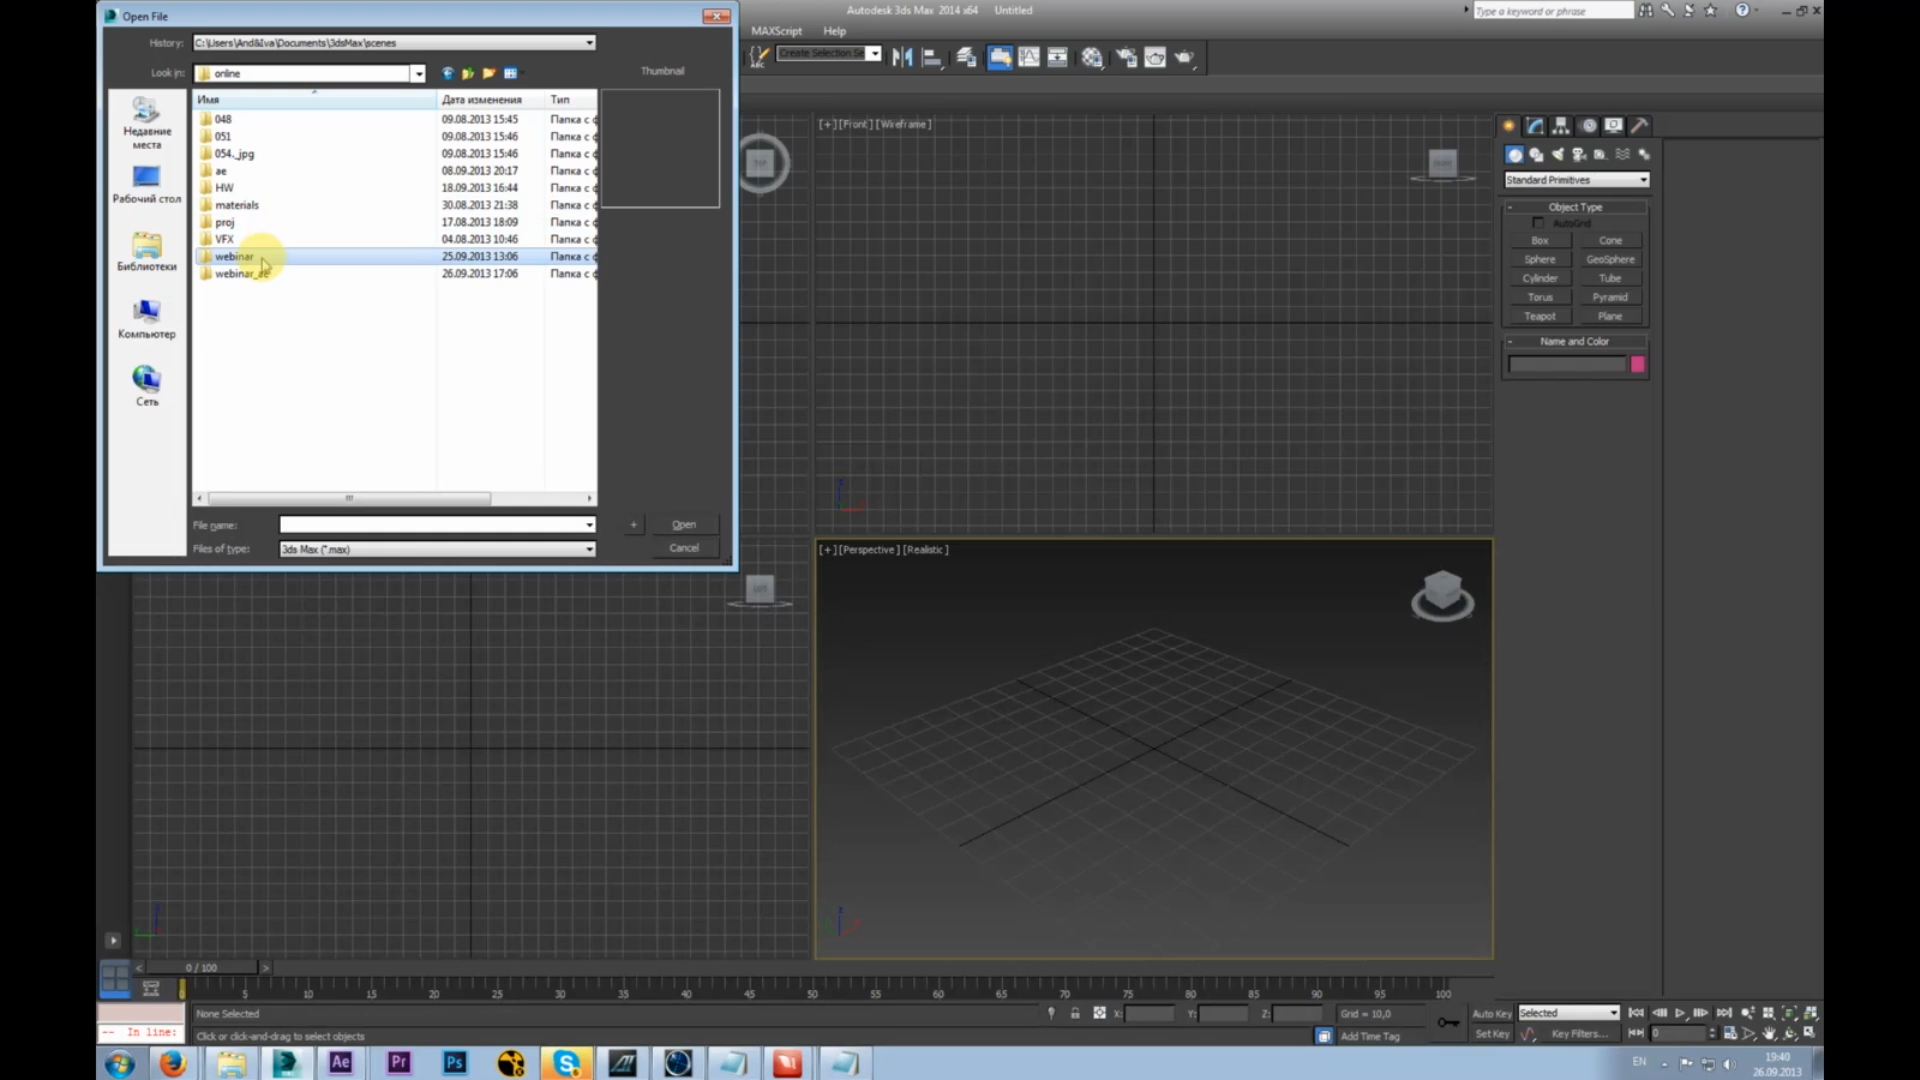 Open File
Autodesk 3ds Max 2014 x64 Untitled
Type a keyword or phrase
MAXScript Help
History: C:\Users\And&Iva\Documents\3dsMax\scenes
Create Selection Se
Look in: online
Thumbnail
Имя Дата изменения Тип
048 09.08.2013 15:45 Папка с ф
051 09.08.2013 15:46 Папка с ф
054._jpg 09.08.2013 15:46 Папка с ф
ae 08.09.2013 20:17 Папка с ф
HW 18.09.2013 16:44 Папка с ф
materials 30.08.2013 21:38 Папка с ф
proj 17.08.2013 18:09 Папка с ф
VFX 04.08.2013 10:46 Папка с ф
webinar 25.09.2013 13:06 Папка с ф
webinar_ae 26.09.2013 17:06 Папка с ф
Недавние места
Рабочий стол
Библиотеки
Компьютер
Сеть
File name:
Open
Files of type: 3ds Max (*.max)
Cancel
[+] [Front] [Wireframe]
[+] [Perspective] [Realistic]
Standard Primitives
Object Type
AutoGrid
Box Cone
Sphere GeoSphere
Cylinder Tube
Torus Pyramid
Teapot Plane
Name and Color
0 / 100
0 5 10 15 20 25 30 35 40 45 50 55 60 65 70 75 80 85 90 95 100
None Selected
X: Y: Z: Grid = 10,0
Auto Key Selected
-- In line:
Click or click-and-drag to select objects
Add Time Tag
Set Key Key Filters... 0
Ae Pr Ps
EN
19:40
26.09.2013